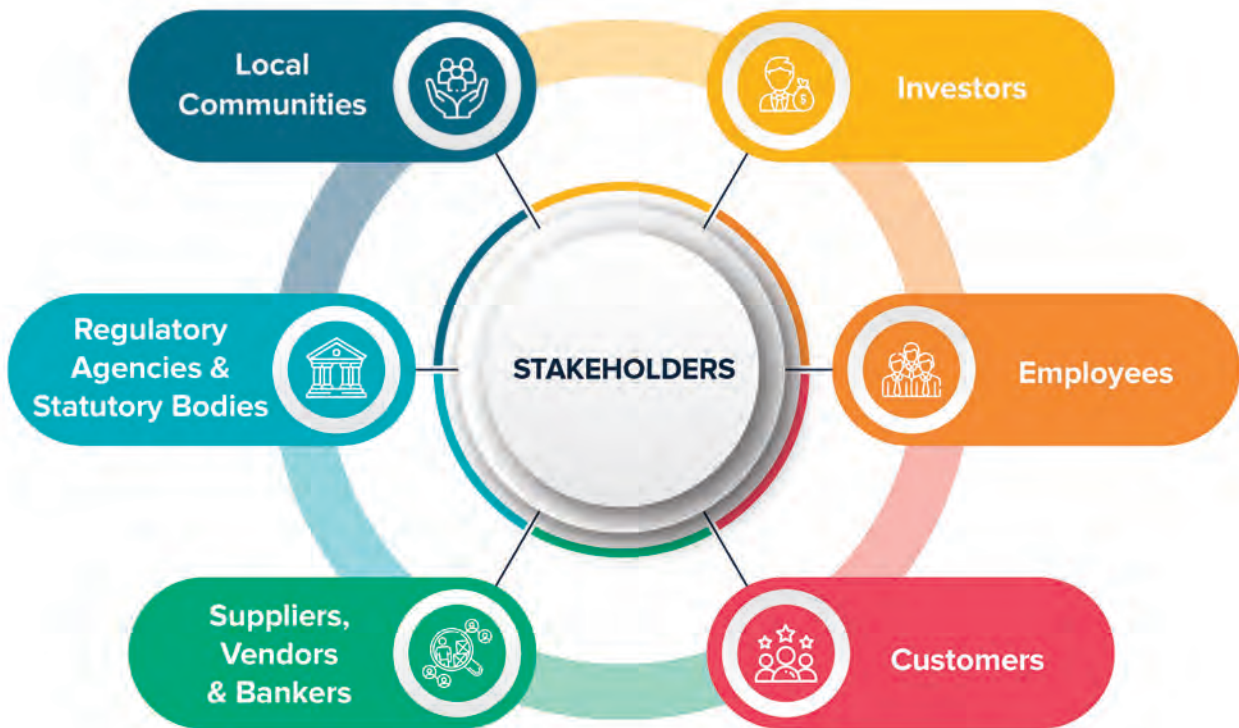 Local
Communities
Investors
Regulatory
Agencies &
Statutory Bodies
STAKEHOLDERS
Employees
Suppliers,
Vendors
& Bankers
Customers